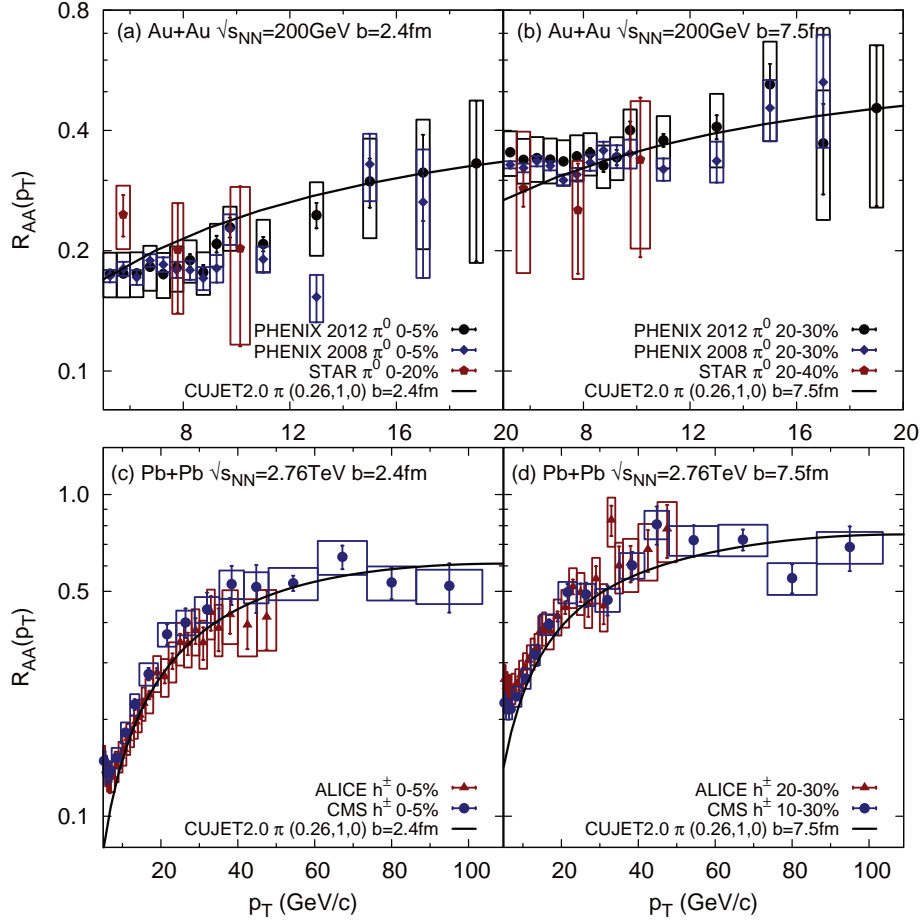 (a) Au+Au √sNN=200GeV b=2.4fm
(b) Au+Au √sNN=200GeV b=7.5fm
0.8
0.4
0.2
0.1
RAA(pT)
PHENIX 2012 π0 0-5%
PHENIX 2008 π0 0-5%
STAR π0 0-20%
CUJET2.0 π (0.26,1,0) b=2.4fm
PHENIX 2012 π0 20-30%
PHENIX 2008 π0 20-30%
STAR π0 20-40%
CUJET2.0 π (0.26,1,0) b=7.5fm
8 12 16 20 8 12 16 20
(c) Pb+Pb √sNN=2.76TeV b=2.4fm
(d) Pb+Pb √sNN=2.76TeV b=7.5fm
1.0
0.5
0.1
RAA(pT)
ALICE h± 0-5%
CMS h± 0-5%
CUJET2.0 π (0.26,1,0) b=2.4fm
ALICE h± 20-30%
CMS h± 10-30%
CUJET2.0 π (0.26,1,0) b=7.5fm
20 40 60 80 100 20 40 60 80 100
pT (GeV/c) pT (GeV/c)